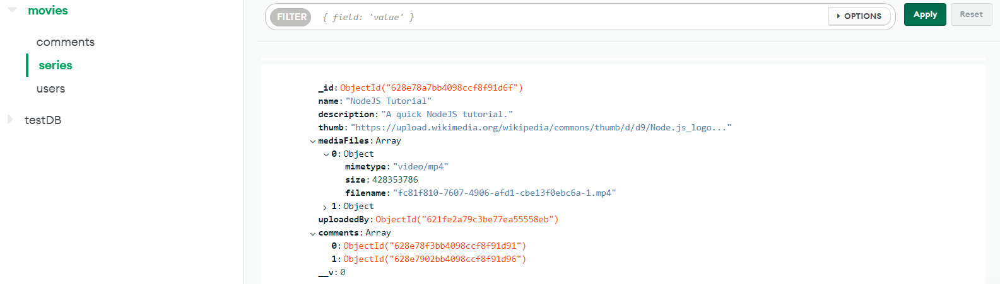 movies
comments
series
users
testDB
FILTER { field: 'value' } OPTIONS Apply Reset
_id: ObjectId("628e78a7bb4098ccf8f91d6f")
name: "NodeJS Tutorial"
description: "A quick NodeJS tutorial."
thumb: "https://upload.wikimedia.org/wikipedia/commons/thumb/d/d9/Node.js_logo..."
mediaFiles: Array
0: Object
mimetype: "video/mp4"
size: 428353786
filename: "fc81f810-7607-4906-afd1-cbe13f0ebc6a-1.mp4"
1: Object
uploadedBy: ObjectId("621fe2a79c3be77ea55558eb")
comments: Array
0: ObjectId("628e78f3bb4098ccf8f91d91")
1: ObjectId("628e7902bb4098ccf8f91d96")
__v: 0